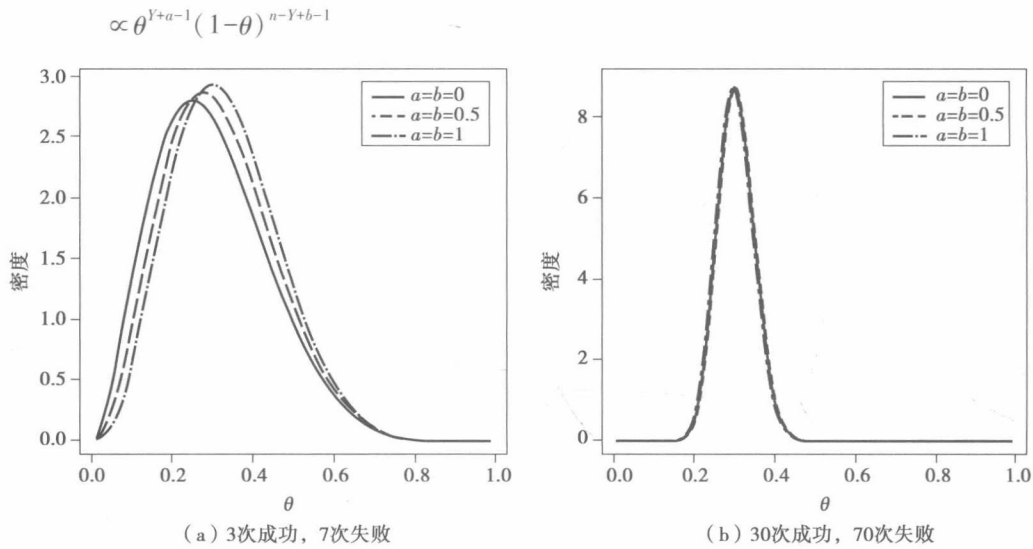 ∝θ^{Y+a-1}(1-θ)^{n-Y+b-1}
3.0
2.5
2.0
1.5
1.0
0.5
0.0
密度
a=b=0
a=b=0.5
a=b=1
0.0 0.2 0.4 0.6 0.8 1.0
θ
(a) 3次成功，7次失败
8
6
4
2
0
密度
a=b=0
a=b=0.5
a=b=1
0.0 0.2 0.4 0.6 0.8 1.0
θ
(b) 30次成功，70次失败